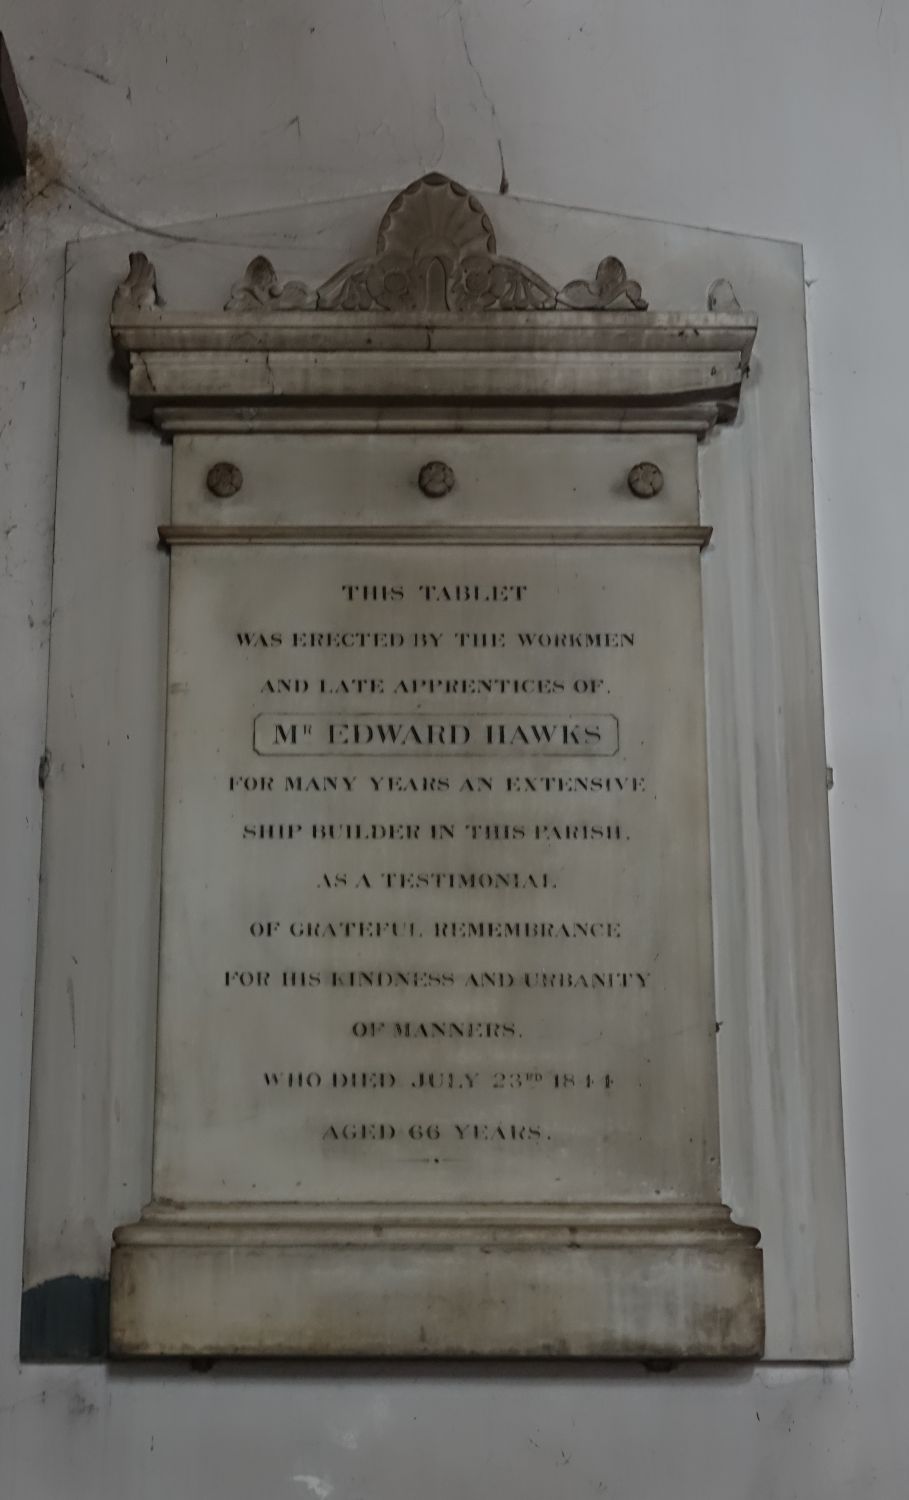 THIS TABLET
WAS ERECTED BY THE WORKMEN
AND LATE APPRENTICES OF.
MR EDWARD HAWKS
FOR MANY YEARS AN EXTENSIVE
SHIP BUILDER IN THIS PARISH.
AS A TESTIMONIAL
OF GRATEFUL REMEMBRANCE
FOR HIS KINDNESS AND URBANITY
OF MANNERS.
WHO DIED JULY 23RD 1844
AGED 66 YEARS.